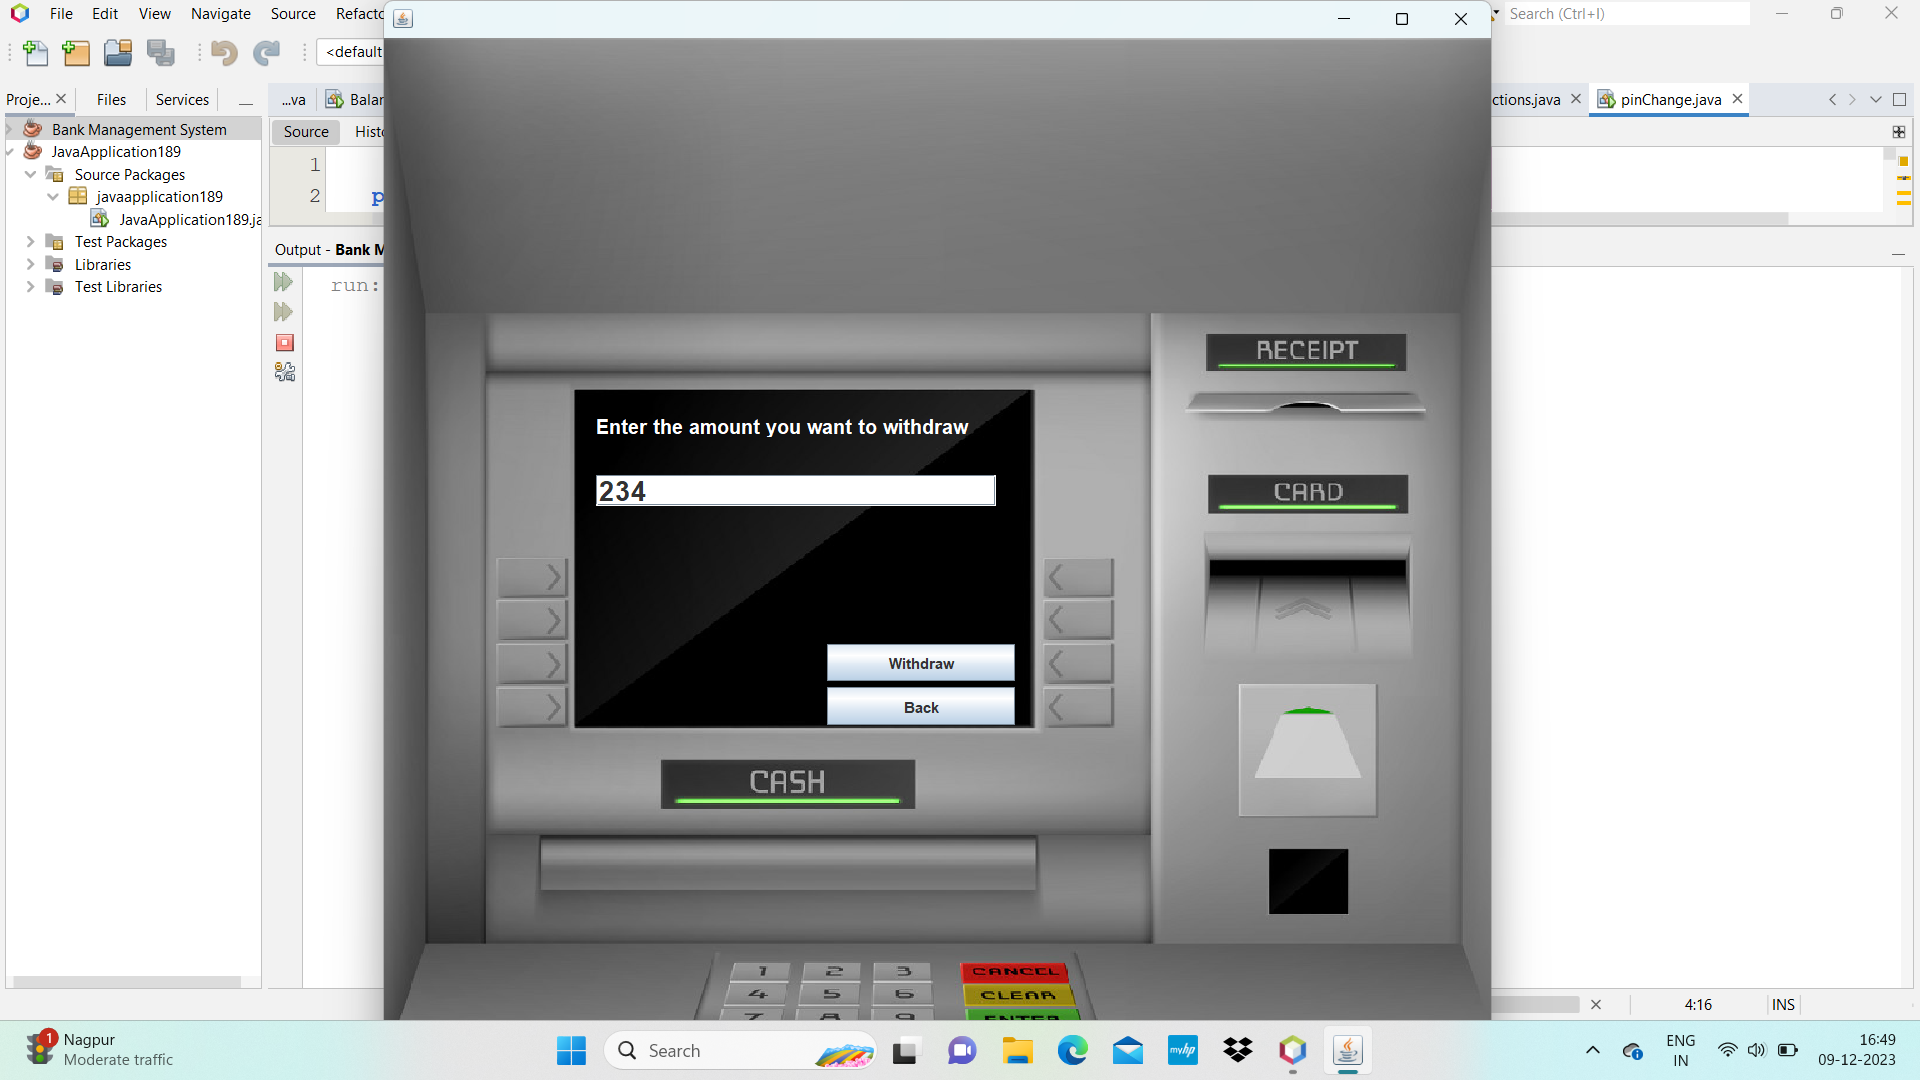 File Edit View Navigate Source Refacto
Search (Ctrl+I)
<default
Proje... Files Services
...va Balar
ctions.java pinChange.java
Bank Management System
Source Histo
JavaApplication189
1
Source Packages
2 p
javaapplication189
JavaApplication189.ja
Test Packages
Output - Bank M
Libraries
run:
Test Libraries
RECEIPT
Enter the amount you want to withdraw
234
CARD
Withdraw
Back
CASH
1 2 3 CANCEL
4 5 6 CLEAR
7 8 9 ENTER
4:16 INS
1
Nagpur
Moderate traffic
Search
myhp
ENG
IN
16:49
09-12-2023